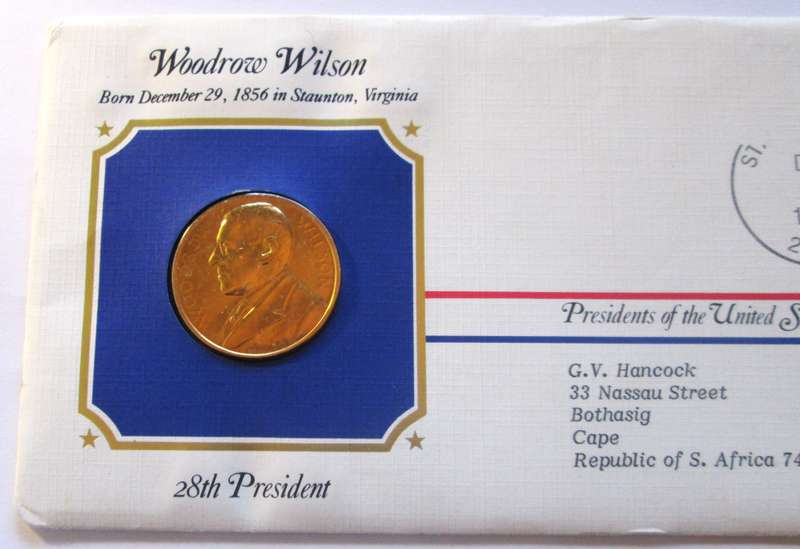 Woodrow Wilson
Born December 29, 1856 in Staunton, Virginia
WOODROW WILSON
ST.
Presidents of the United S
G.V. Hancock
33 Nassau Street
Bothasig
Cape
Republic of S. Africa 74
28th President